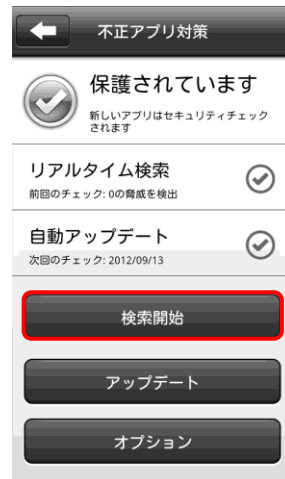 不正アプリ対策
保護されています
新しいアプリはセキュリティチェック
されます
リアルタイム検索
前回のチェック: 0の脅威を検出
自動アップデート
次回のチェック: 2012/09/13
検索開始
アップデート
オプション